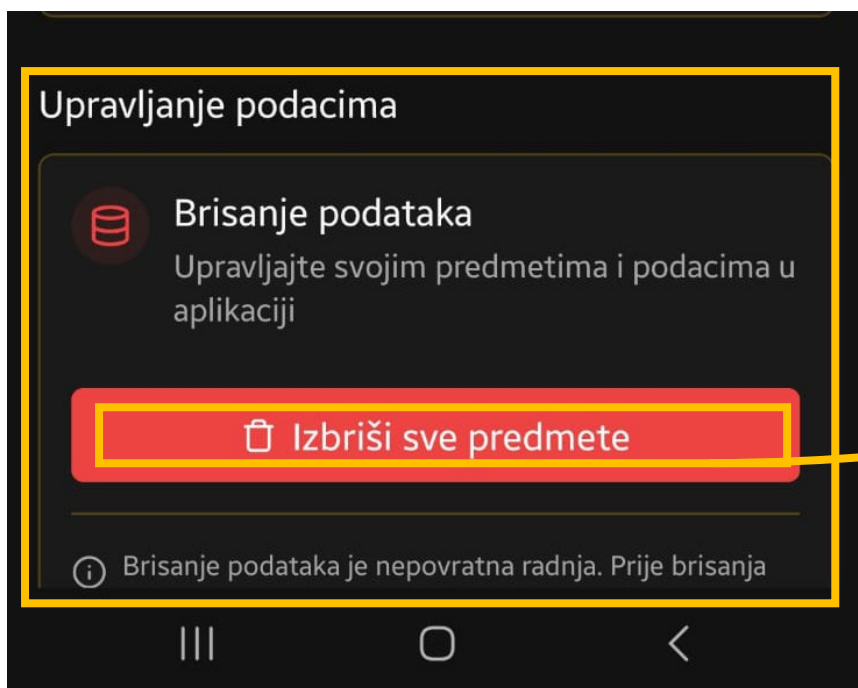 Upravljanje podacima
Brisanje podataka
Upravljajte svojim predmetima i podacima u
aplikaciji
Izbriši sve predmete
Brisanje podataka je nepovratna radnja. Prije brisanja